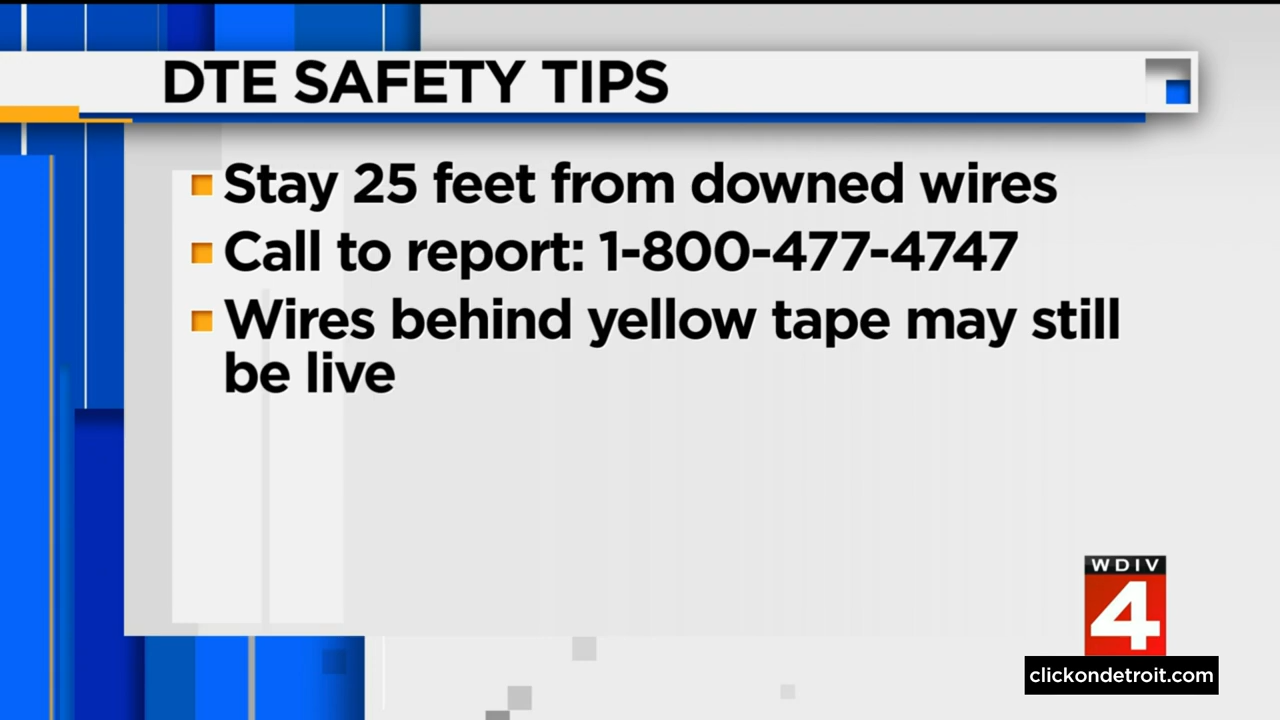 DTE SAFETY TIPS
Stay 25 feet from downed wires
Call to report: 1-800-477-4747
Wires behind yellow tape may still
be live
WDIV
4
clickondetroit.com